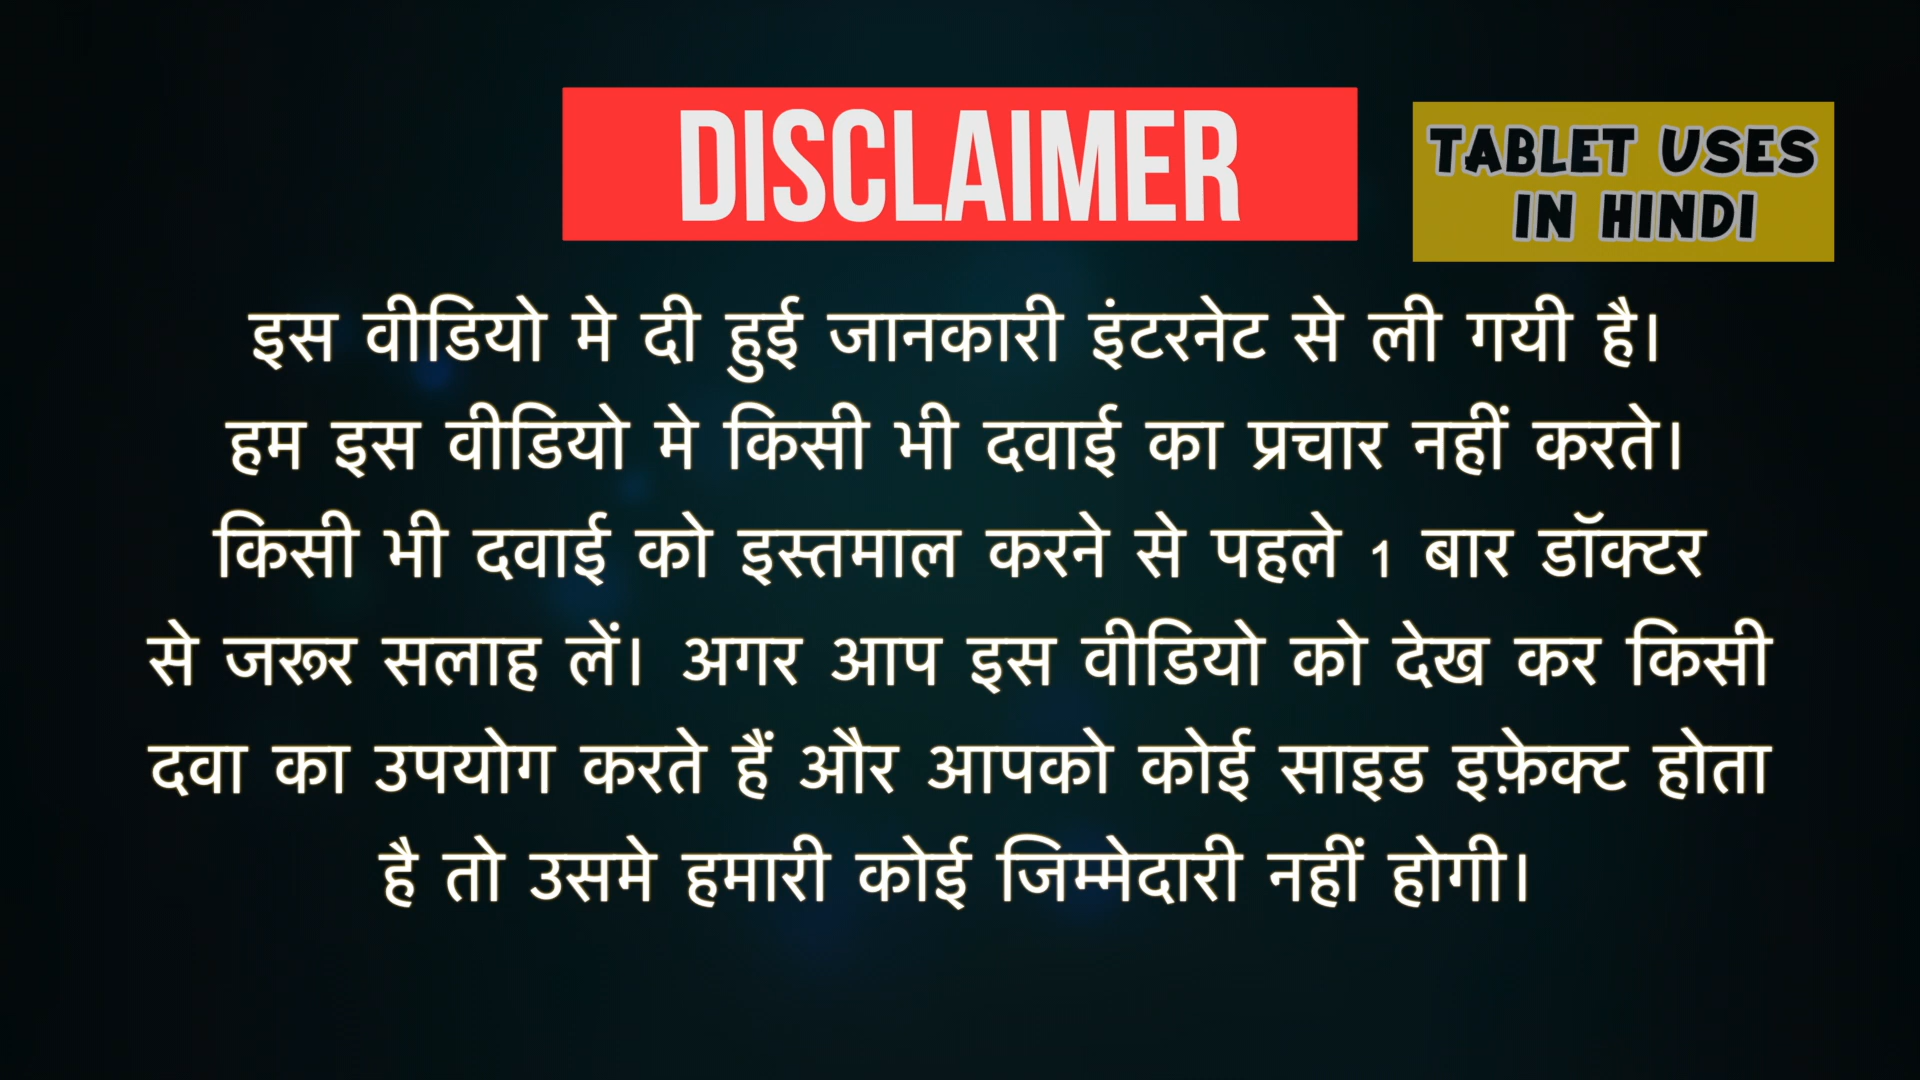 DISCLAIMER
TABLET USES
IN HINDI
इस वीडियो मे दी हुई जानकारी इंटरनेट से ली गयी है।
हम इस वीडियो मे किसी भी दवाई का प्रचार नहीं करते।
किसी भी दवाई को इस्तमाल करने से पहले 1 बार डॉक्टर
से जरूर सलाह लें। अगर आप इस वीडियो को देख कर किसी
दवा का उपयोग करते हैं और आपको कोई साइड इफ़ेक्ट होता
है तो उसमे हमारी कोई जिम्मेदारी नहीं होगी।